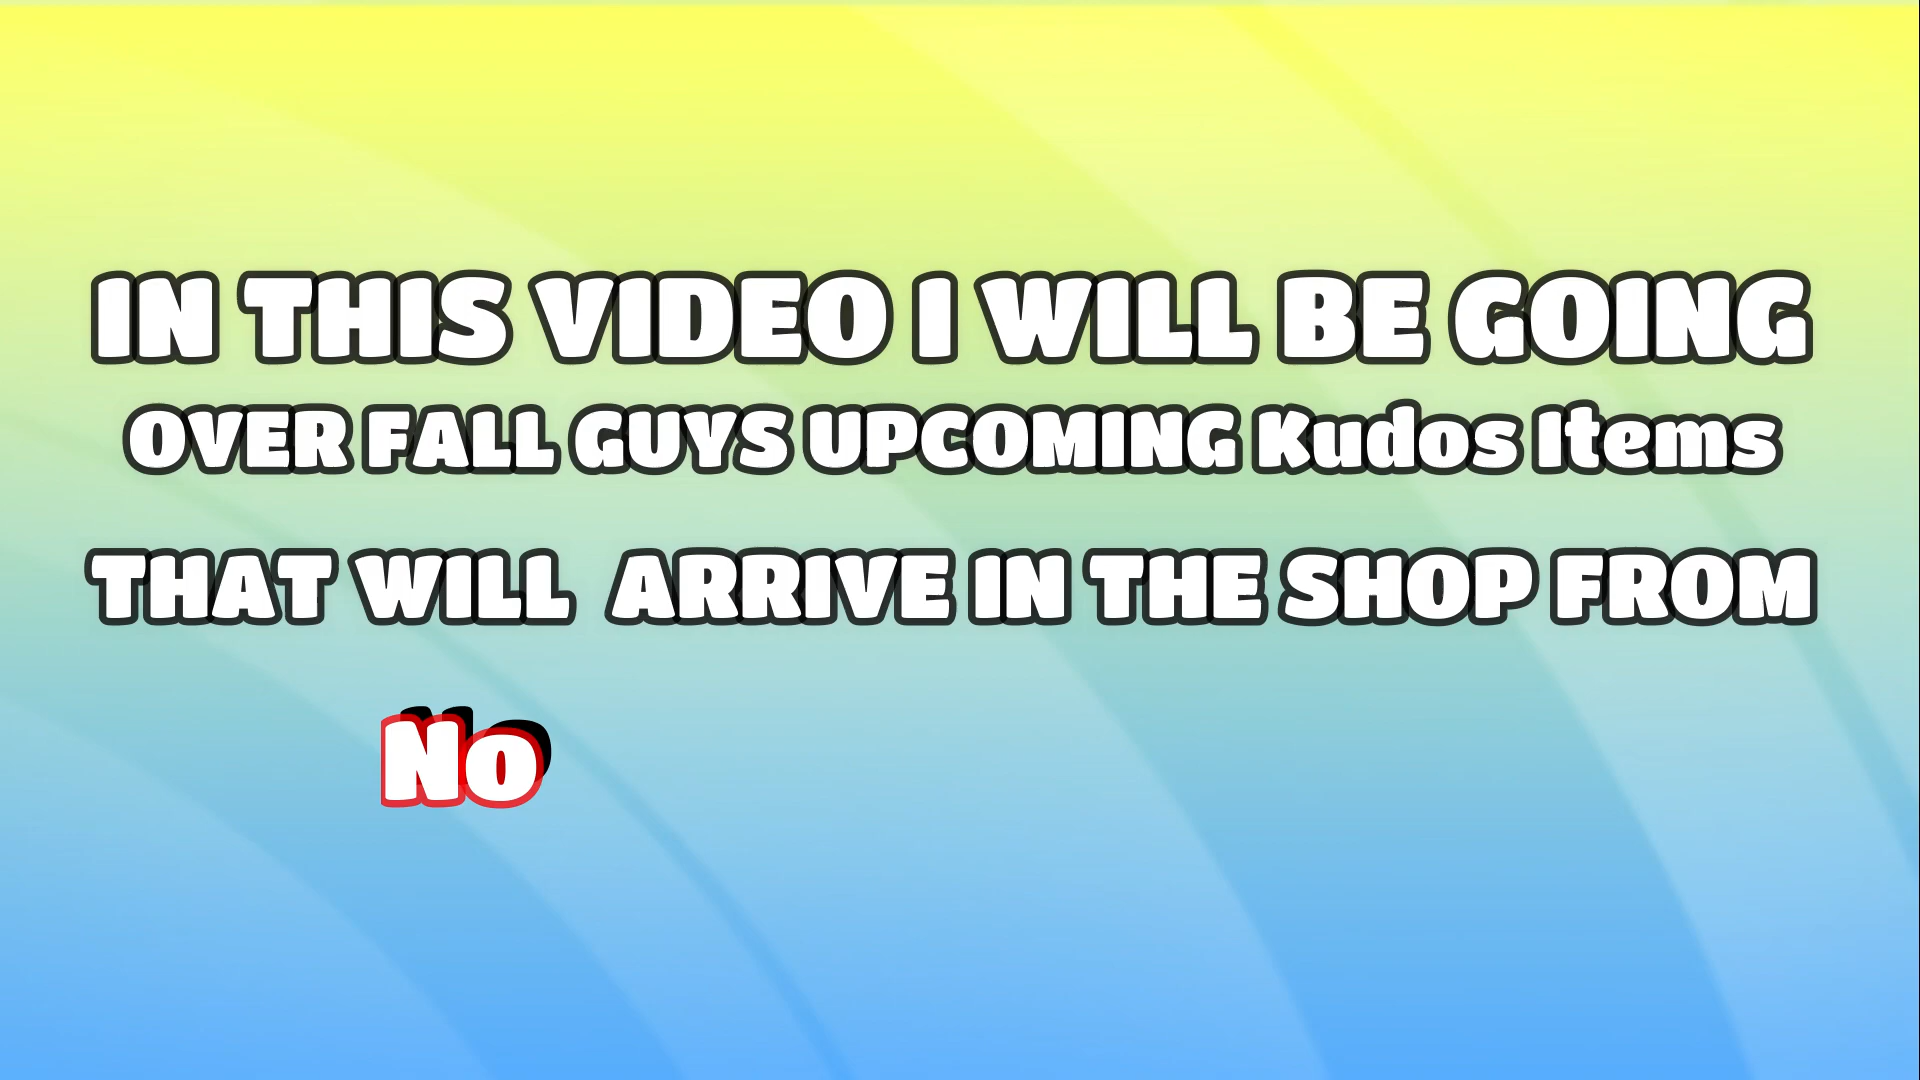 IN THIS VIDEO I WILL BE GOING
OVER FALL GUYS UPCOMING Kudos Items
THAT WILL ARRIVE IN THE SHOP FROM
No